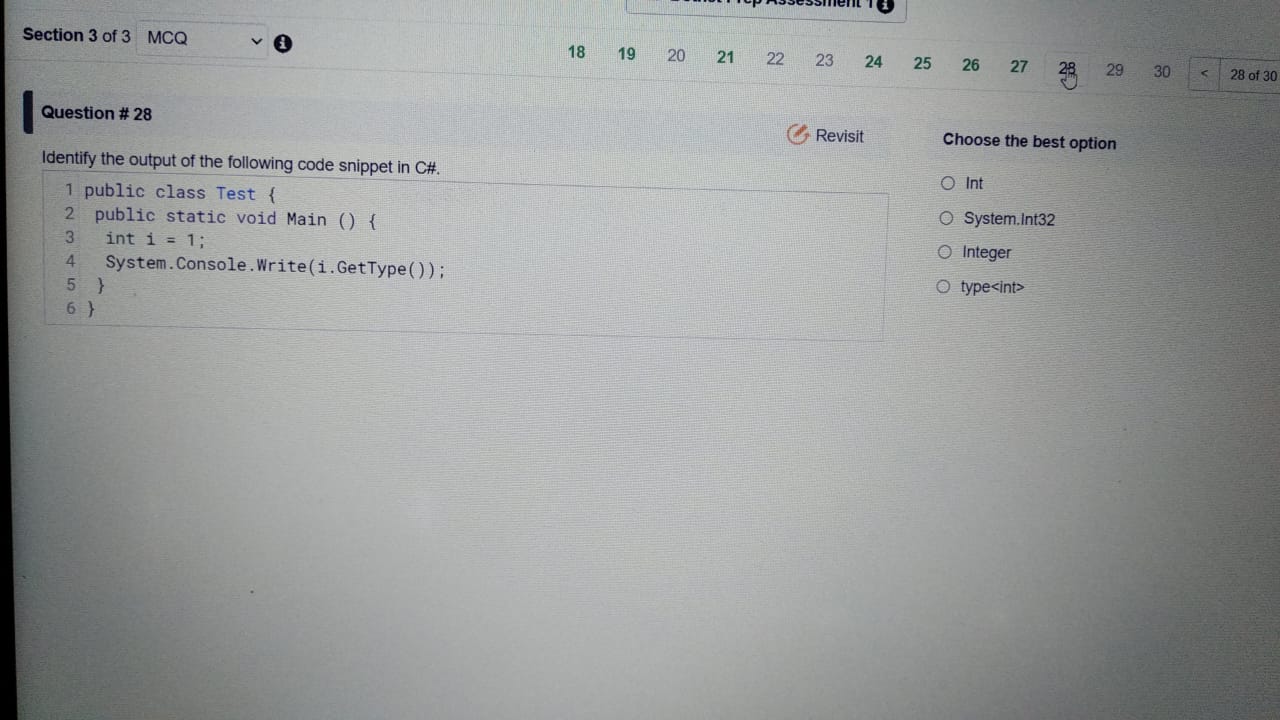 Prep Assessment 1
Section 3 of 3 MCQ
18 19 20 21 22 23 24 25 26 27 28 29 30 < 28 of 30
Question # 28
Revisit
Identify the output of the following code snippet in C#.
1 public class Test {
2 public static void Main () {
3 int i = 1;
4 System.Console.Write(i.GetType());
5 }
6 }
Choose the best option
Int
System.Int32
Integer
type<int>